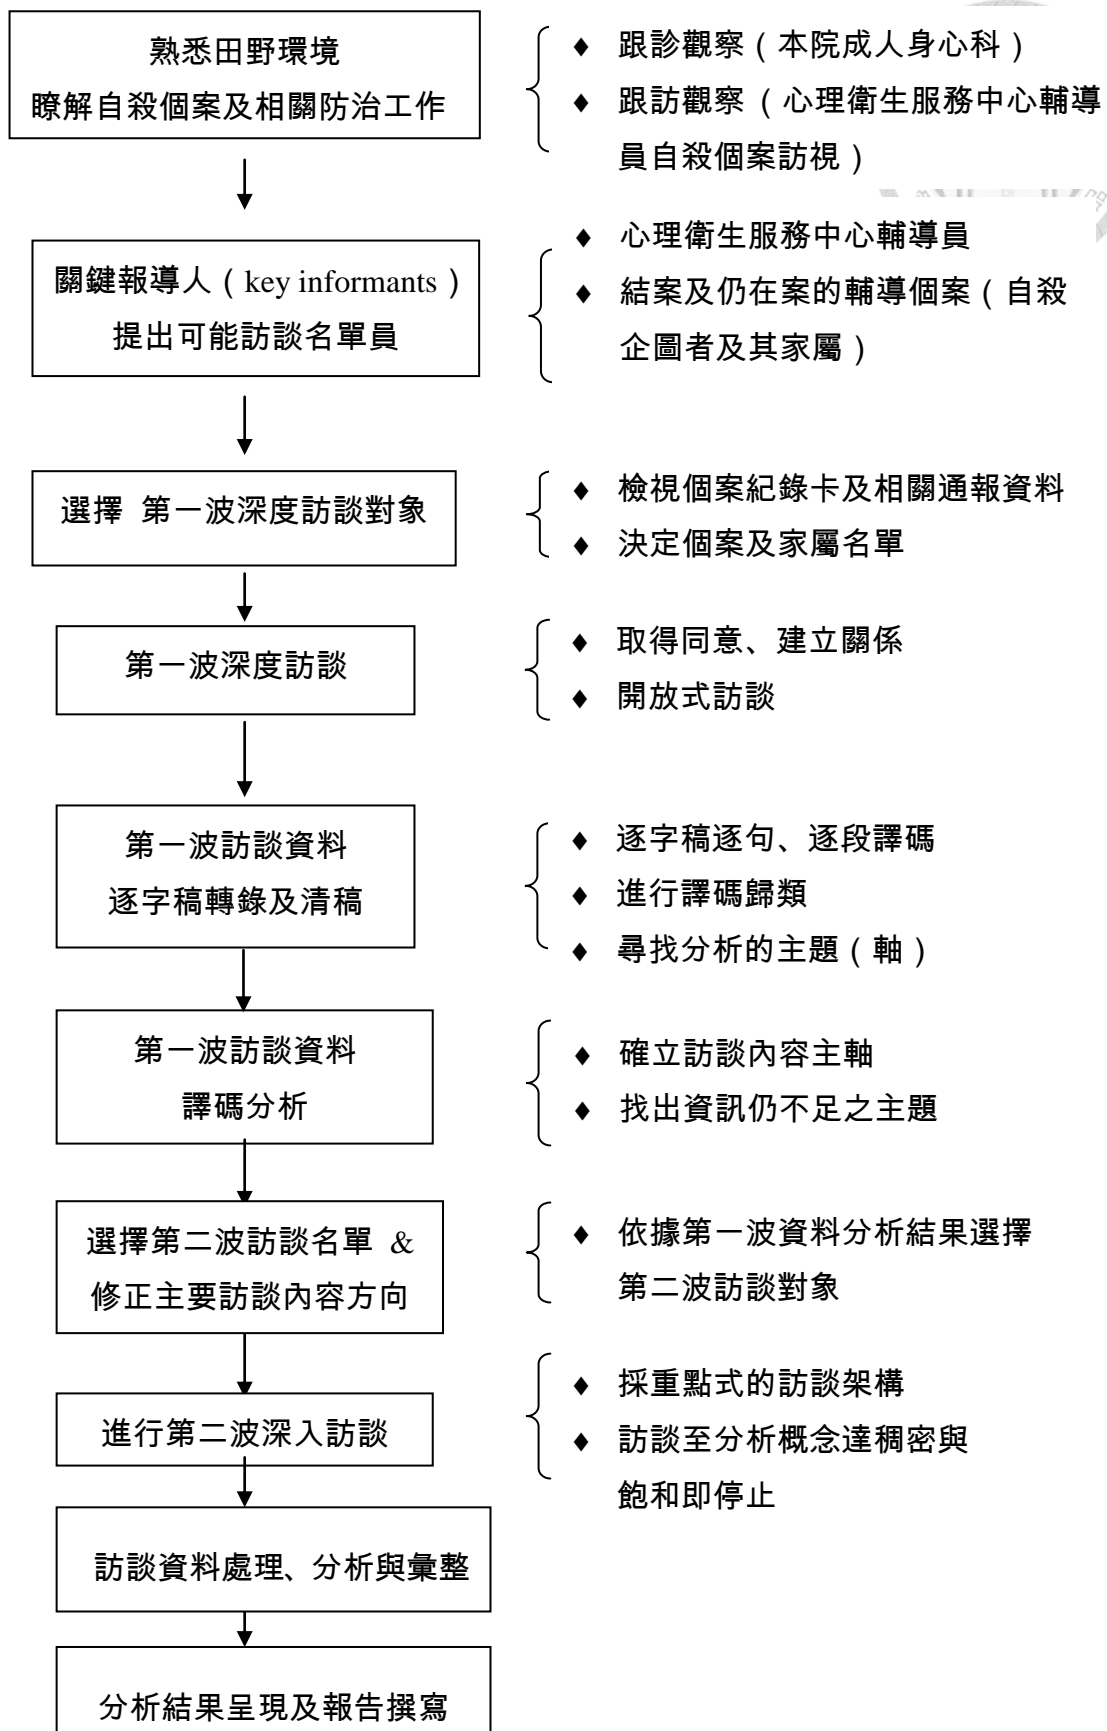 熟悉田野環境
瞭解自殺個案及相關防治工作
♦ 跟診觀察（本院成人身心科）
♦ 跟訪觀察（心理衛生服務中心輔導
員自殺個案訪視）
關鍵報導人（key informants）
提出可能訪談名單員
♦ 心理衛生服務中心輔導員
♦ 結案及仍在案的輔導個案（自殺
企圖者及其家屬）
選擇 第一波深度訪談對象
♦ 檢視個案紀錄卡及相關通報資料
♦ 決定個案及家屬名單
第一波深度訪談
♦ 取得同意、建立關係
♦ 開放式訪談
第一波訪談資料
逐字稿轉錄及清稿
♦ 逐字稿逐句、逐段譯碼
♦ 進行譯碼歸類
♦ 尋找分析的主題（軸）
第一波訪談資料
譯碼分析
♦ 確立訪談內容主軸
♦ 找出資訊仍不足之主題
選擇第二波訪談名單 &
修正主要訪談內容方向
♦ 依據第一波資料分析結果選擇
第二波訪談對象
進行第二波深入訪談
♦ 採重點式的訪談架構
♦ 訪談至分析概念達稠密與
飽和即停止
訪談資料處理、分析與彙整
分析結果呈現及報告撰寫